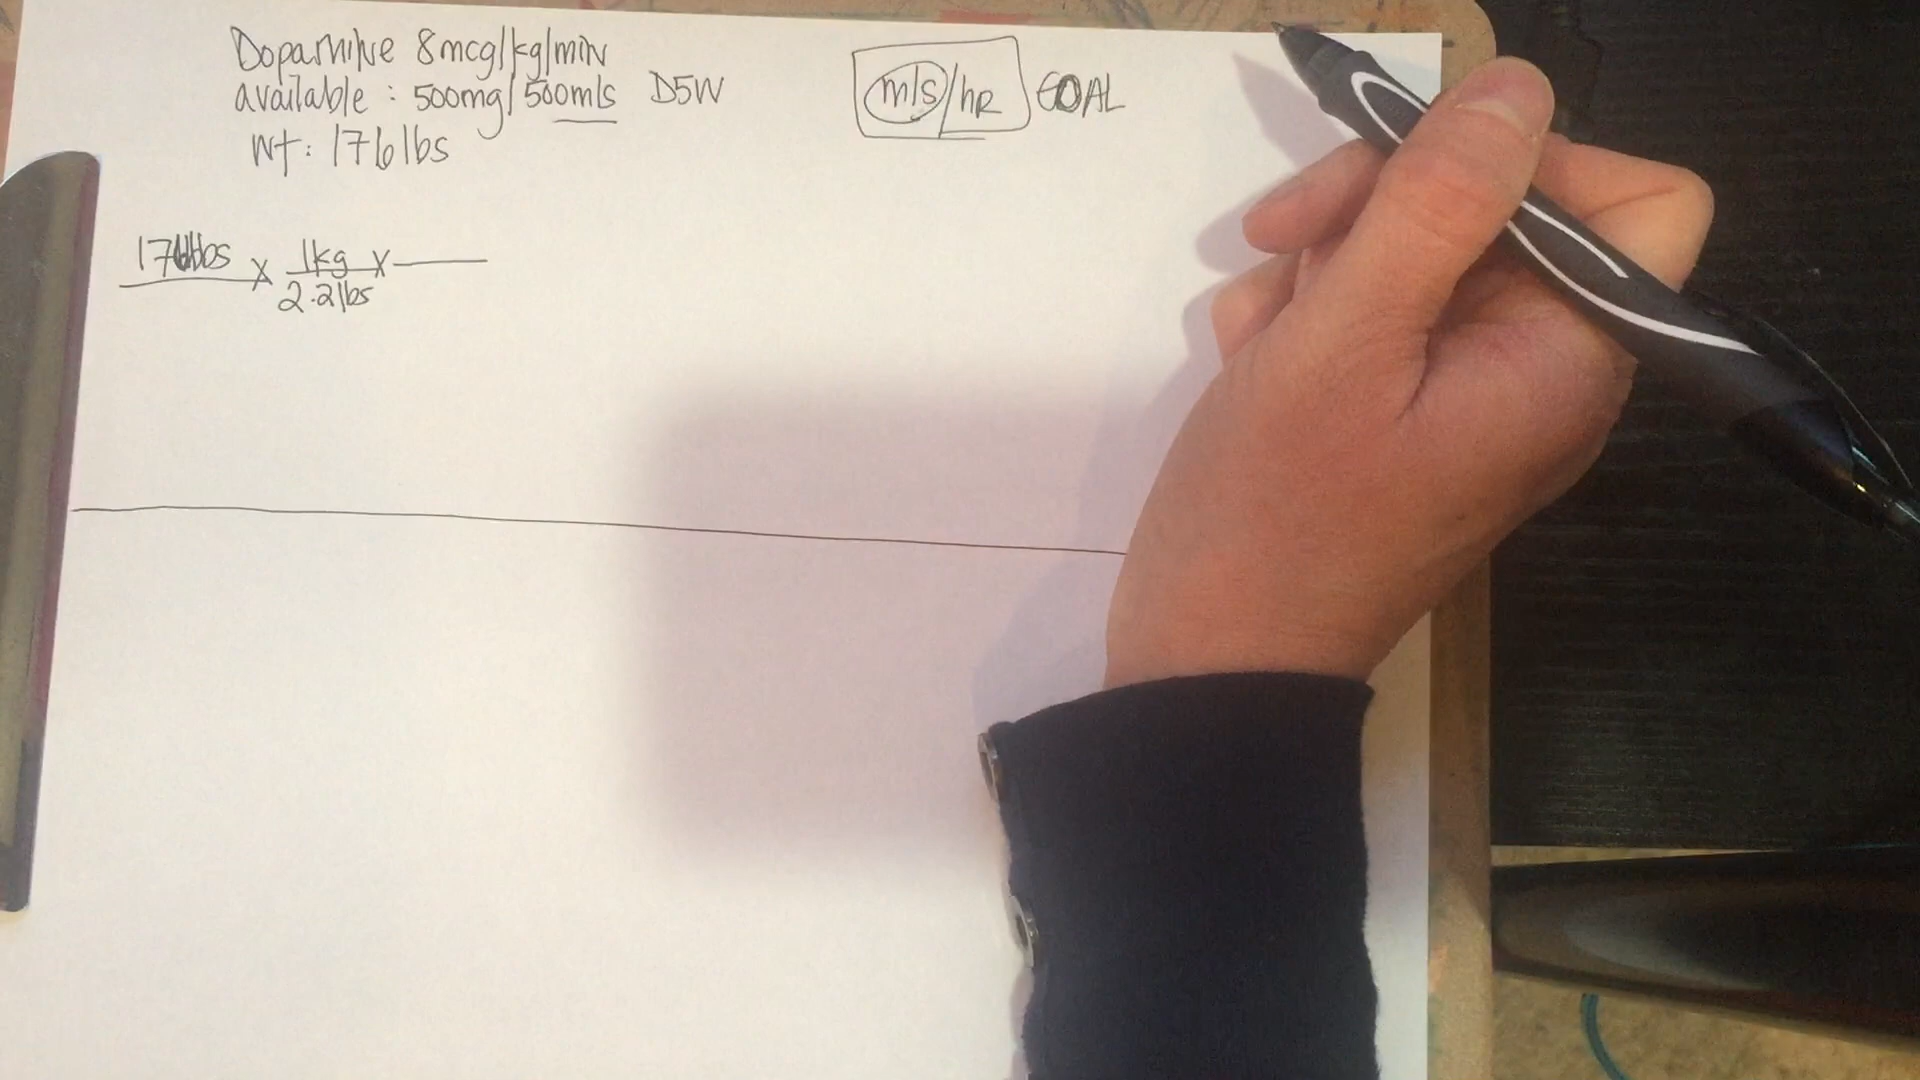 Dopamine 8mcg/kg/min
available : 500mg/500mls D5W
mls/hr GOAL
wt: 176lbs
176lbs x 1kg x
2.2lbs